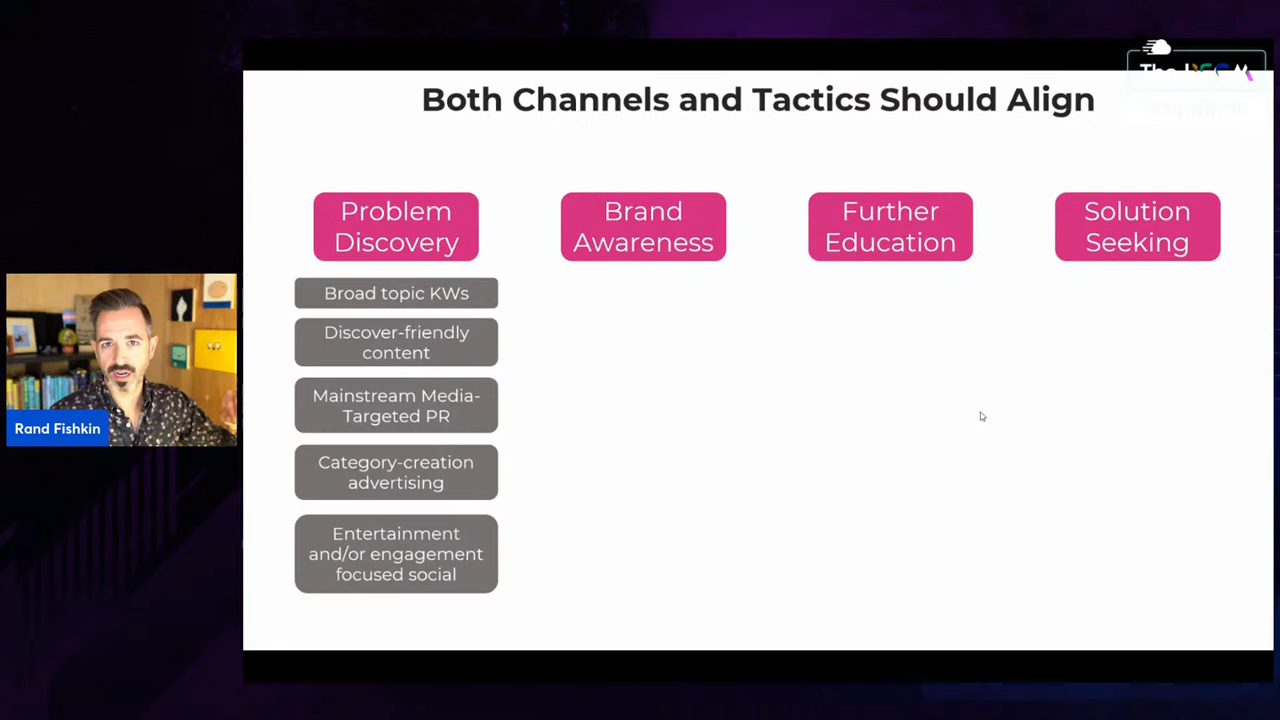 Both Channels and Tactics Should Align
Problem
Discovery
Brand
Awareness
Further
Education
Solution
Seeking
Broad topic KWs
Discover-friendly
content
Mainstream Media-
Targeted PR
Category-creation
advertising
Entertainment
and/or engagement
focused social
Rand Fishkin